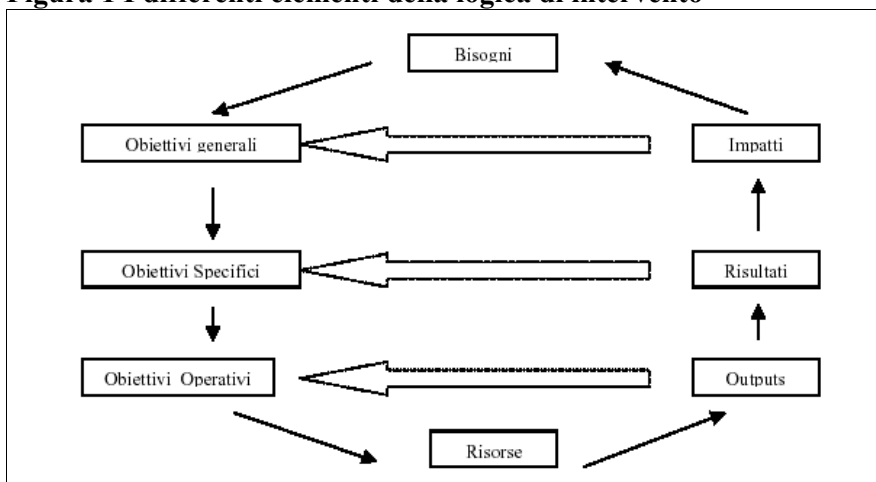 Figura 1 I differenti elementi della logica di intervento
Bisogni
Obiettivi generali
Impatti
Obiettivi Specifici
Risultati
Obiettivi Operativi
Outputs
Risorse